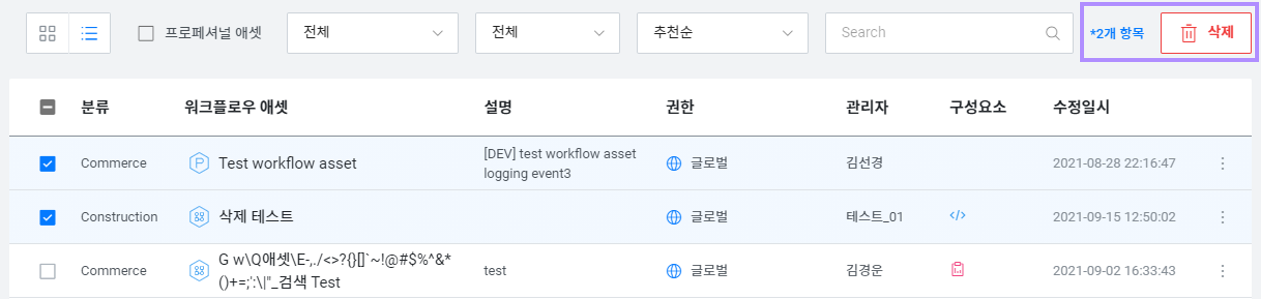 프로페셔널 애셋 전체 전체 추천순 Search *2개 항목 삭제
분류 워크플로우 애셋 설명 권한 관리자 구성요소 수정일시
Commerce Test workflow asset [DEV] test workflow asset
logging event3 글로벌 김선경 2021-08-28 22:16:47
Construction 삭제 테스트 글로벌 테스트_01 </> 2021-09-15 12:50:02
Commerce G w\Q애셋\E-,./<>?{}[]`~!@#$%^&*
()+=;':\|"_검색 Test test 글로벌 김경운 2021-09-02 16:33:43